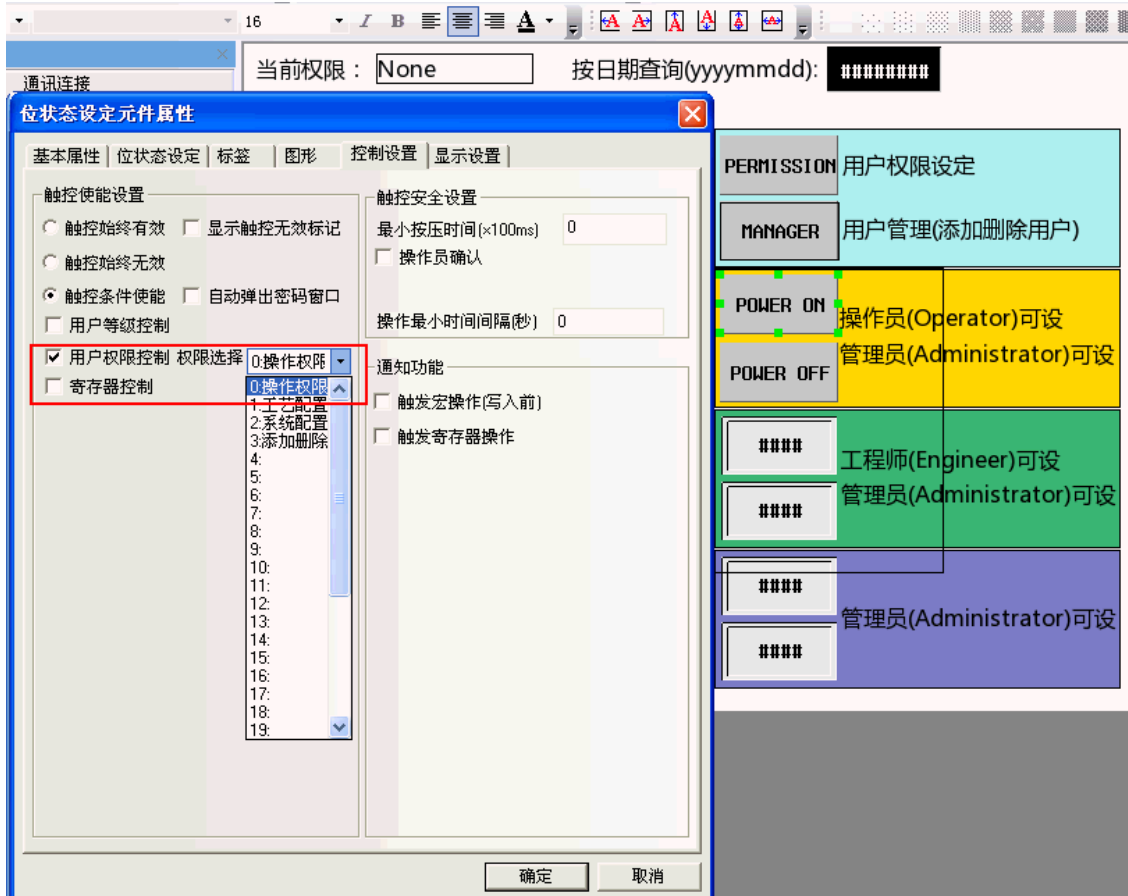 16 I B A
当前权限： None 按日期查询(yyyymmdd): ########
通讯连接
位状态设定元件属性
基本属性 位状态设定 标签 图形 控制设置 显示设置
触控使能设置
触控始终有效 显示触控无效标记
触控始终无效
触控条件使能 自动弹出密码窗口
用户等级控制
用户权限控制 权限选择 0:操作权限
寄存器控制
0:操作权限
1:工艺配置
2:系统配置
3:添加删除
4:
5:
6:
7:
8:
9:
10:
11:
12:
13:
14:
15:
16:
17:
18:
19:
触控安全设置
最小按压时间(×100ms) 0
操作员确认
操作最小时间间隔(秒) 0
通知功能
触发宏操作(写入前)
触发寄存器操作
确定 取消
PERMISSION 用户权限设定
MANAGER 用户管理(添加删除用户)
POWER ON 操作员(Operator)可设
管理员(Administrator)可设
POWER OFF
####
工程师(Engineer)可设
管理员(Administrator)可设
####
####
管理员(Administrator)可设
####